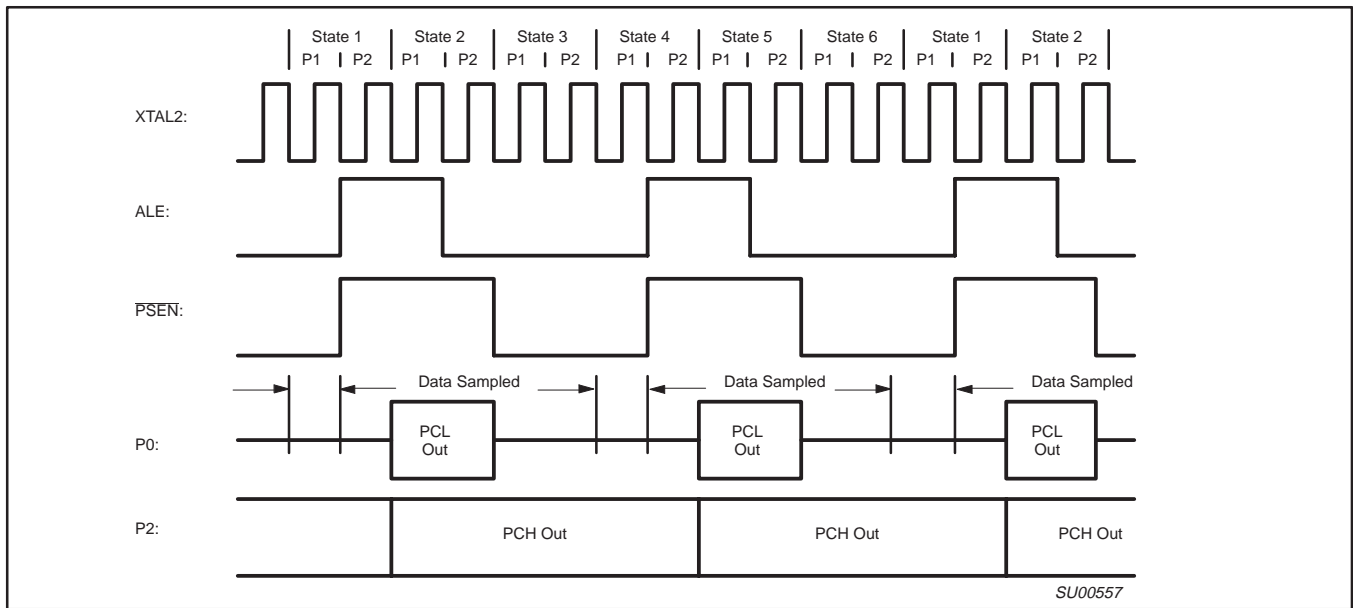 State 1 State 2 State 3 State 4 State 5 State 6 State 1 State 2
P1 P2 P1 P2 P1 P2 P1 P2 P1 P2 P1 P2 P1 P2 P1 P2
XTAL2:
ALE:
PSEN:
Data Sampled Data Sampled Data Sampled
P0:
PCL Out PCL Out PCL Out
P2:
PCH Out PCH Out PCH Out
SU00557